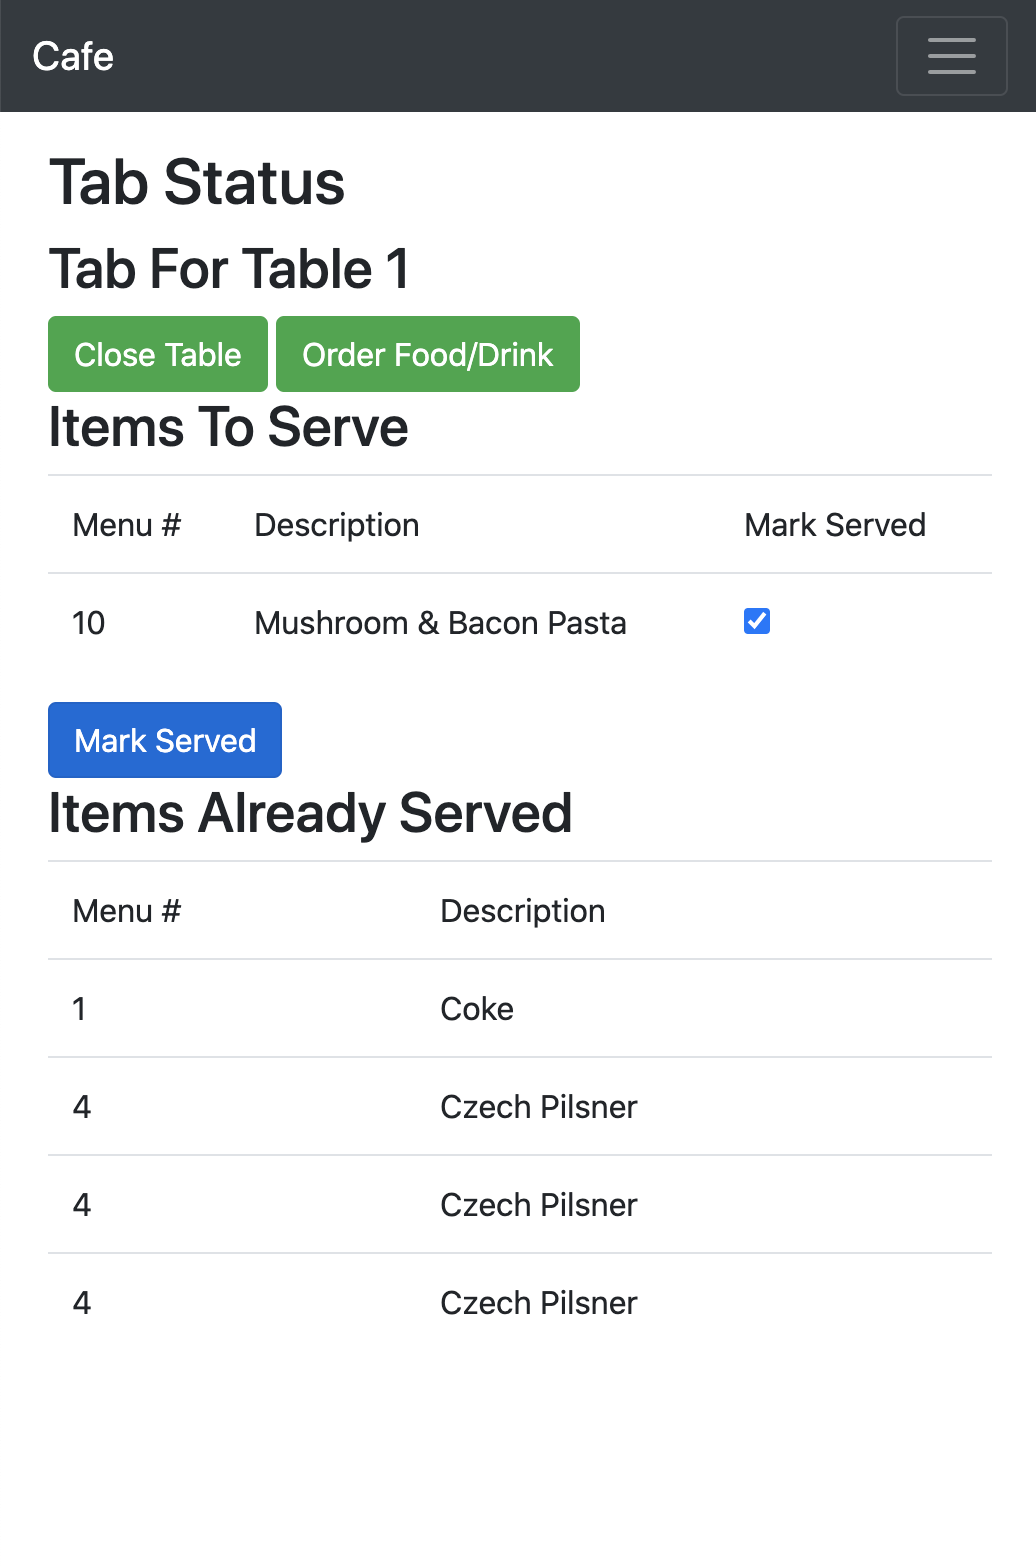 Cafe
Tab Status
Tab For Table 1
Close Table Order Food/Drink
Items To Serve
Menu # Description Mark Served
10 Mushroom & Bacon Pasta
Mark Served
Items Already Served
Menu # Description
1 Coke
4 Czech Pilsner
4 Czech Pilsner
4 Czech Pilsner